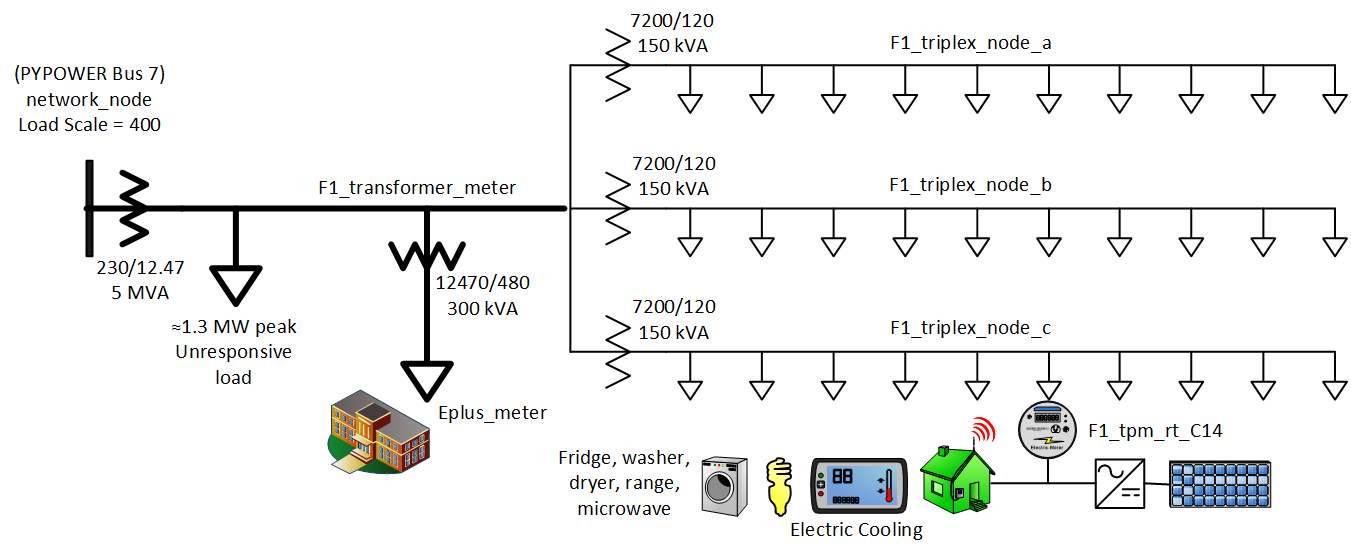 (PYPOWER Bus 7)
network_node
Load Scale = 400
230/12.47
5 MVA
≈1.3 MW peak
Unresponsive
load
F1_transformer_meter
12470/480
300 kVA
Eplus_meter
7200/120
150 kVA
F1_triplex_node_a
7200/120
150 kVA
F1_triplex_node_b
7200/120
150 kVA
F1_triplex_node_c
Fridge, washer,
dryer, range,
microwave
Electric Cooling
Electric Meter
F1_tpm_rt_C14